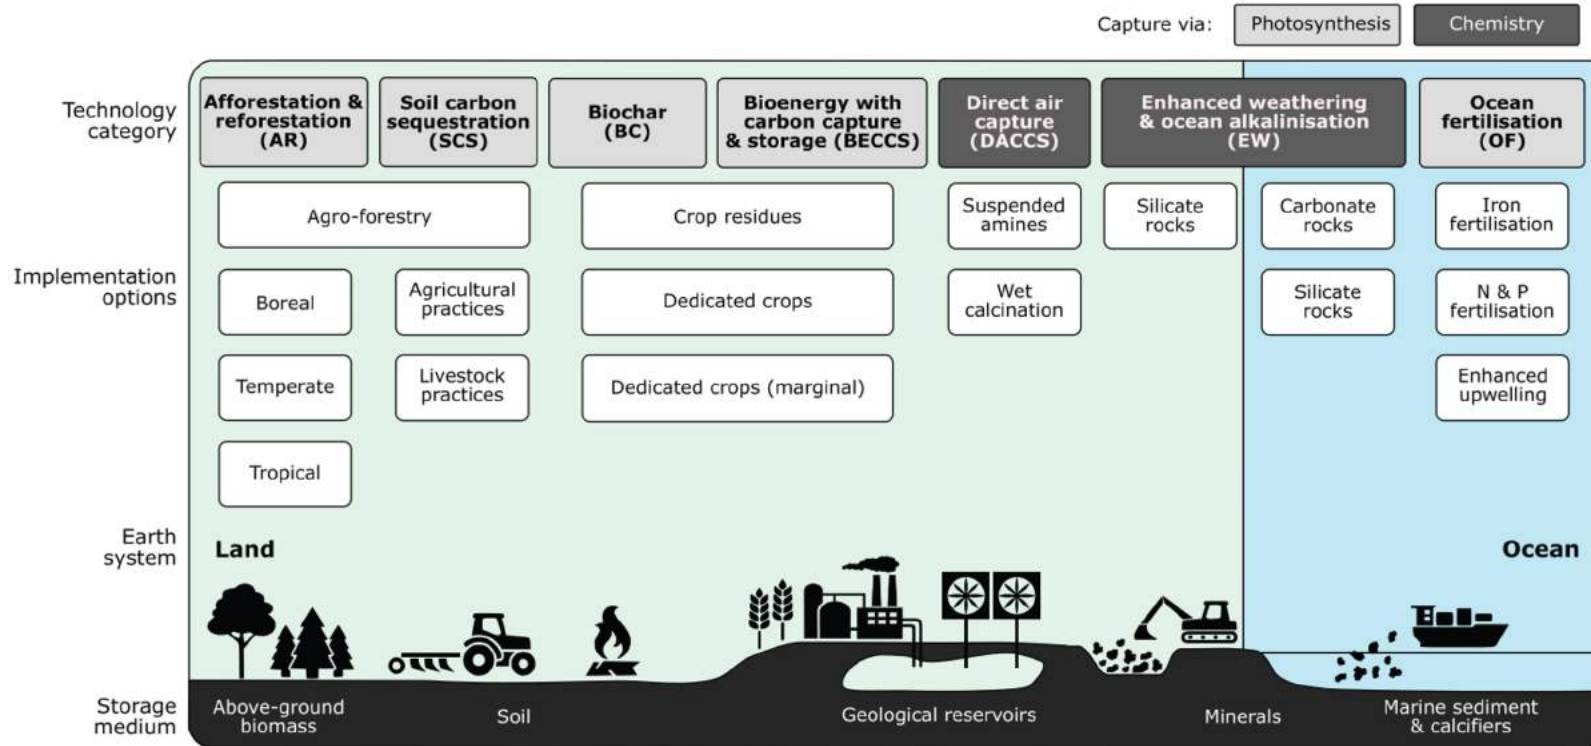 Capture via:
Photosynthesis
Chemistry
Technology
category
Afforestation &
reforestation
(AR)
Soil carbon
sequestration
(SCS)
Biochar
(BC)
Bioenergy with
carbon capture
& storage (BECCS)
Direct air
capture
(DACCS)
Enhanced weathering
& ocean alkalinisation
(EW)
Ocean
fertilisation
(OF)
Implementation
options
Agro-forestry
Crop residues
Suspended
amines
Silicate
rocks
Carbonate
rocks
Iron
fertilisation
Boreal
Agricultural
practices
Dedicated crops
Wet
calcination
Silicate
rocks
N & P
fertilisation
Temperate
Livestock
practices
Dedicated crops (marginal)
Enhanced
upwelling
Tropical
Earth
system
Land
Ocean
Storage
medium
Above-ground
biomass
Soil
Geological reservoirs
Minerals
Marine sediment
& calcifiers